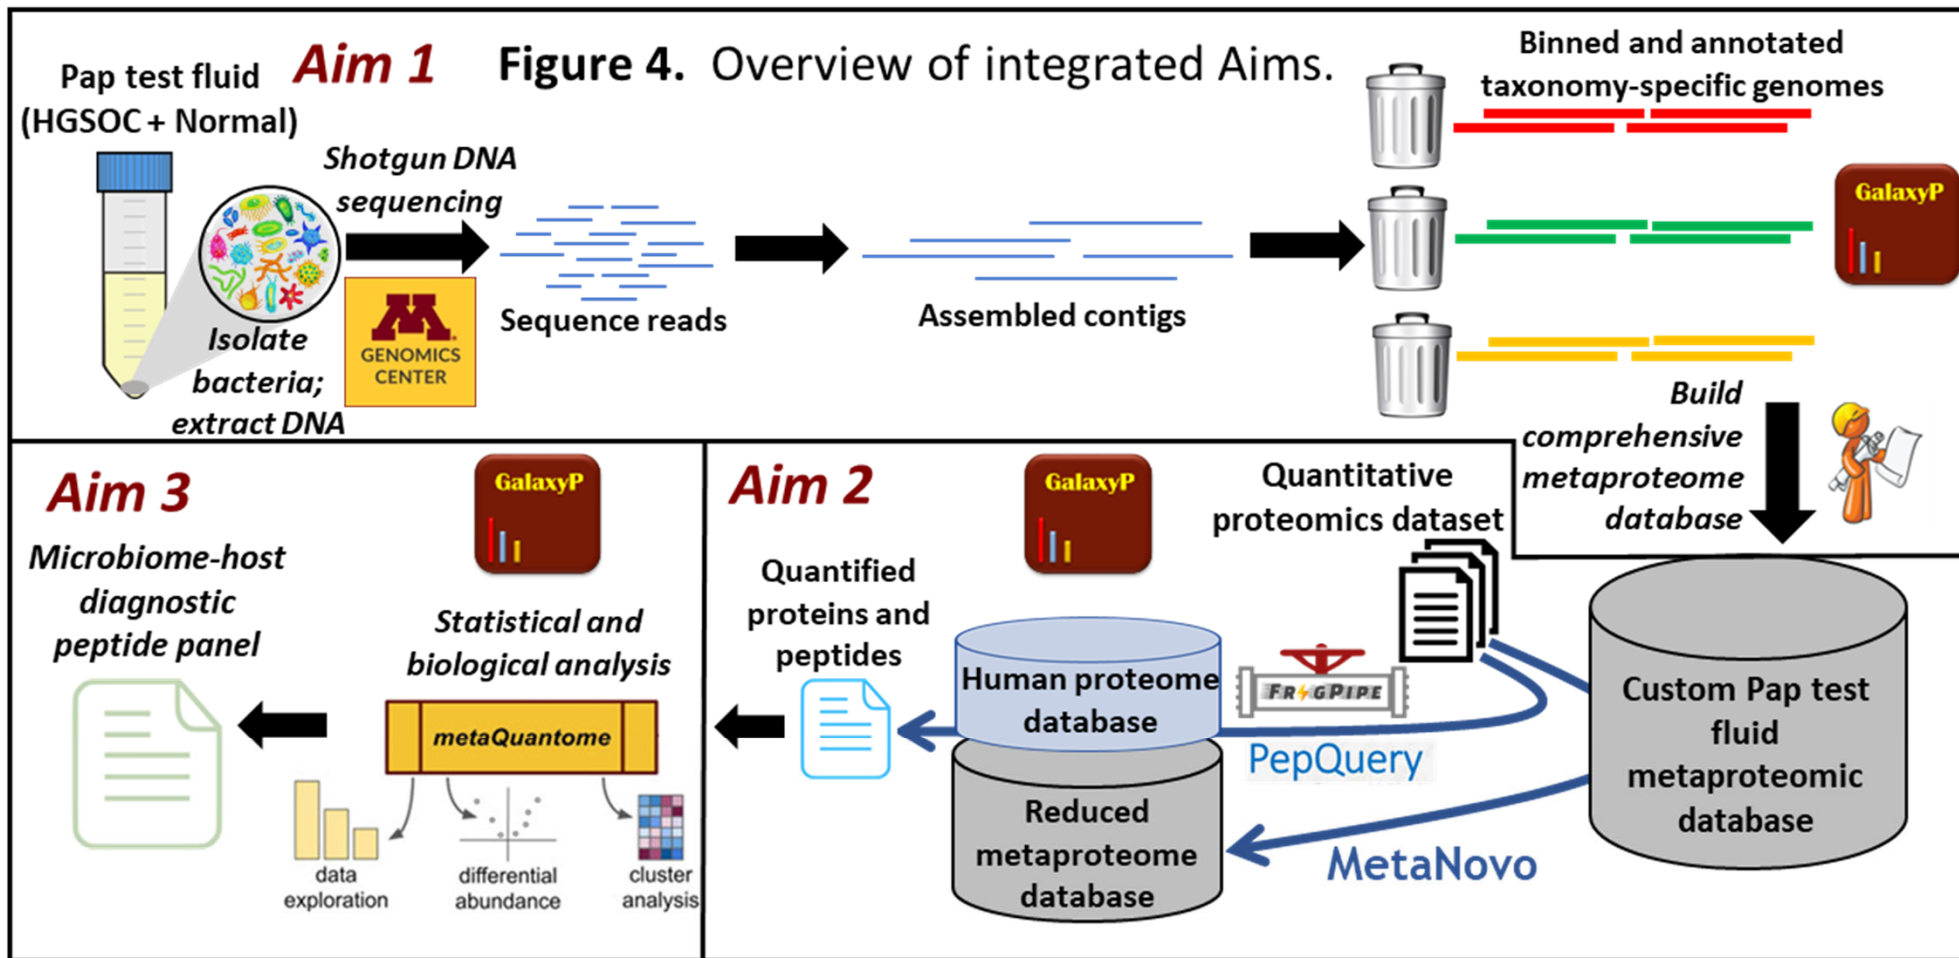 Aim 1
Figure 4.  Overview of integrated Aims.
Pap test fluid
(HGSOC + Normal)
Shotgun DNA
sequencing
Isolate
bacteria;
extract DNA
M
GENOMICS
CENTER
Sequence reads
Assembled contigs
Binned and annotated
taxonomy-specific genomes
GalaxyP
Build
comprehensive
metaproteome
database
Aim 2
GalaxyP
Quantitative
proteomics dataset
Custom Pap test
fluid
metaproteomic
database
FRAGPIPE
PepQuery
MetaNovo
Human proteome
database
Reduced
metaproteome
database
Quantified
proteins and
peptides
Aim 3
GalaxyP
Statistical and
biological analysis
metaQuantome
data
exploration
differential
abundance
cluster
analysis
Microbiome-host
diagnostic
peptide panel